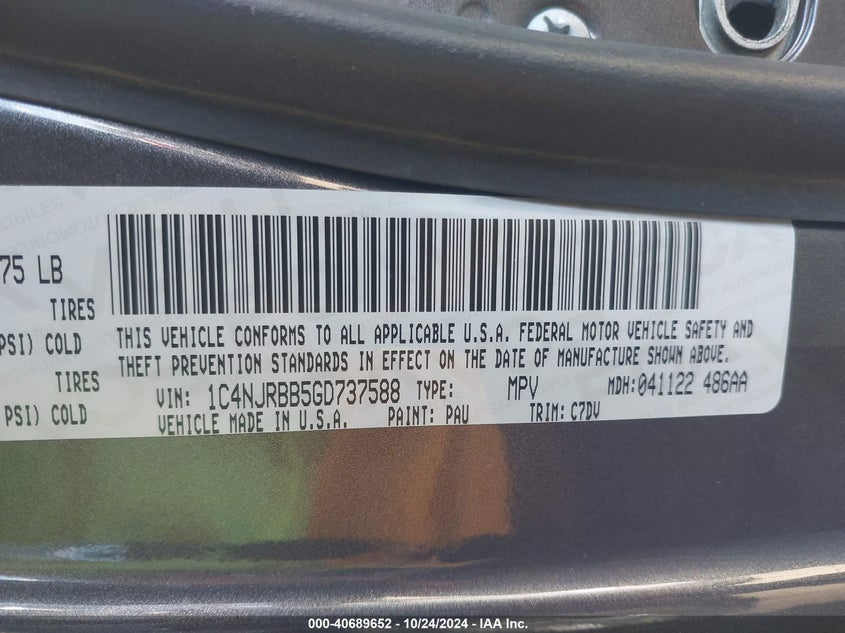 75 LB
TIRES
PSI) COLD
TIRES
PSI) COLD
THIS VEHICLE CONFORMS TO ALL APPLICABLE U.S.A. FEDERAL MOTOR VEHICLE SAFETY AND
THEFT PREVENTION STANDARDS IN EFFECT ON THE DATE OF MANUFACTURE SHOWN ABOVE.
VIN: 1C4NJRBB5GD737588 TYPE: MPV MDH:041122 486AA
VEHICLE MADE IN U.S.A. PAINT: PAU TRIM: C7DV
000-40689652 - 10/24/2024 - IAA Inc.